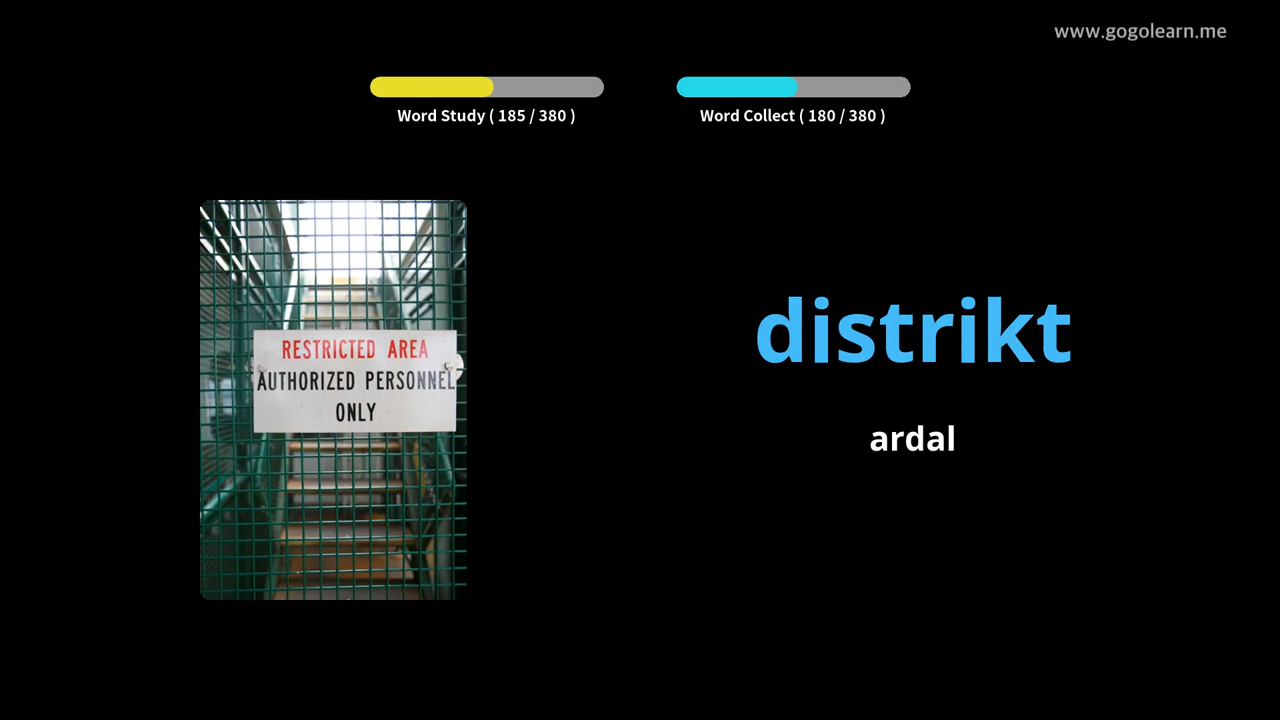 www.gogolearn.me
Word Study ( 185 / 380 )
Word Collect ( 180 / 380 )
RESTRICTED AREA
AUTHORIZED PERSONNEL
ONLY
distrikt
ardal